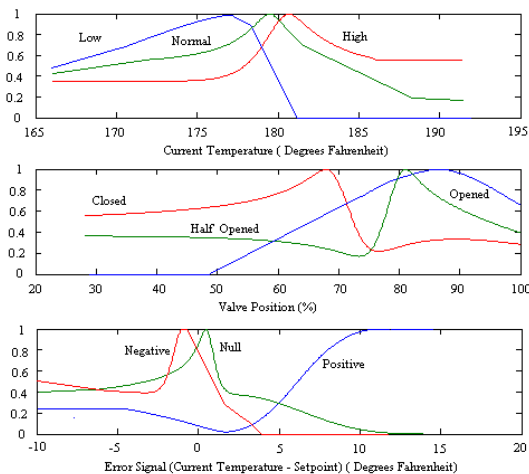 1
0.8
0.6
0.4
0.2
0
Low
Normal
High
165 170 175 180 185 190 195
Current Temperature ( Degrees Fahrenheit)
1
0.8
0.6
0.4
0.2
0
Closed
Half Opened
Opened
20 30 40 50 60 70 80 90 100
Valve Position (%)
1
0.8
0.6
0.4
0.2
0
Negative
Null
Positive
-10 -5 0 5 10 15 20
Error Signal (Current Temperature - Setpoint) ( Degrees Fahrenheit)